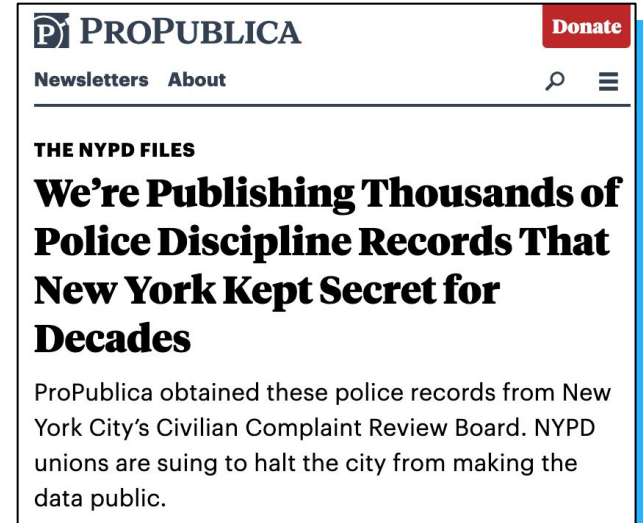 PROPUBLICA
Donate
Newsletters About
THE NYPD FILES
We’re Publishing Thousands of
Police Discipline Records That
New York Kept Secret for
Decades
ProPublica obtained these police records from New
York City’s Civilian Complaint Review Board. NYPD
unions are suing to halt the city from making the
data public.